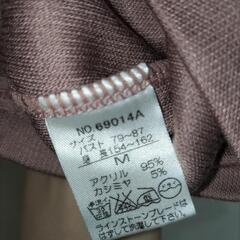 NO.69014A
サイズ
バスト 79～87
身長 154～162
M
アクリル 95%
カシミヤ 5%
ラインストーンブレードは